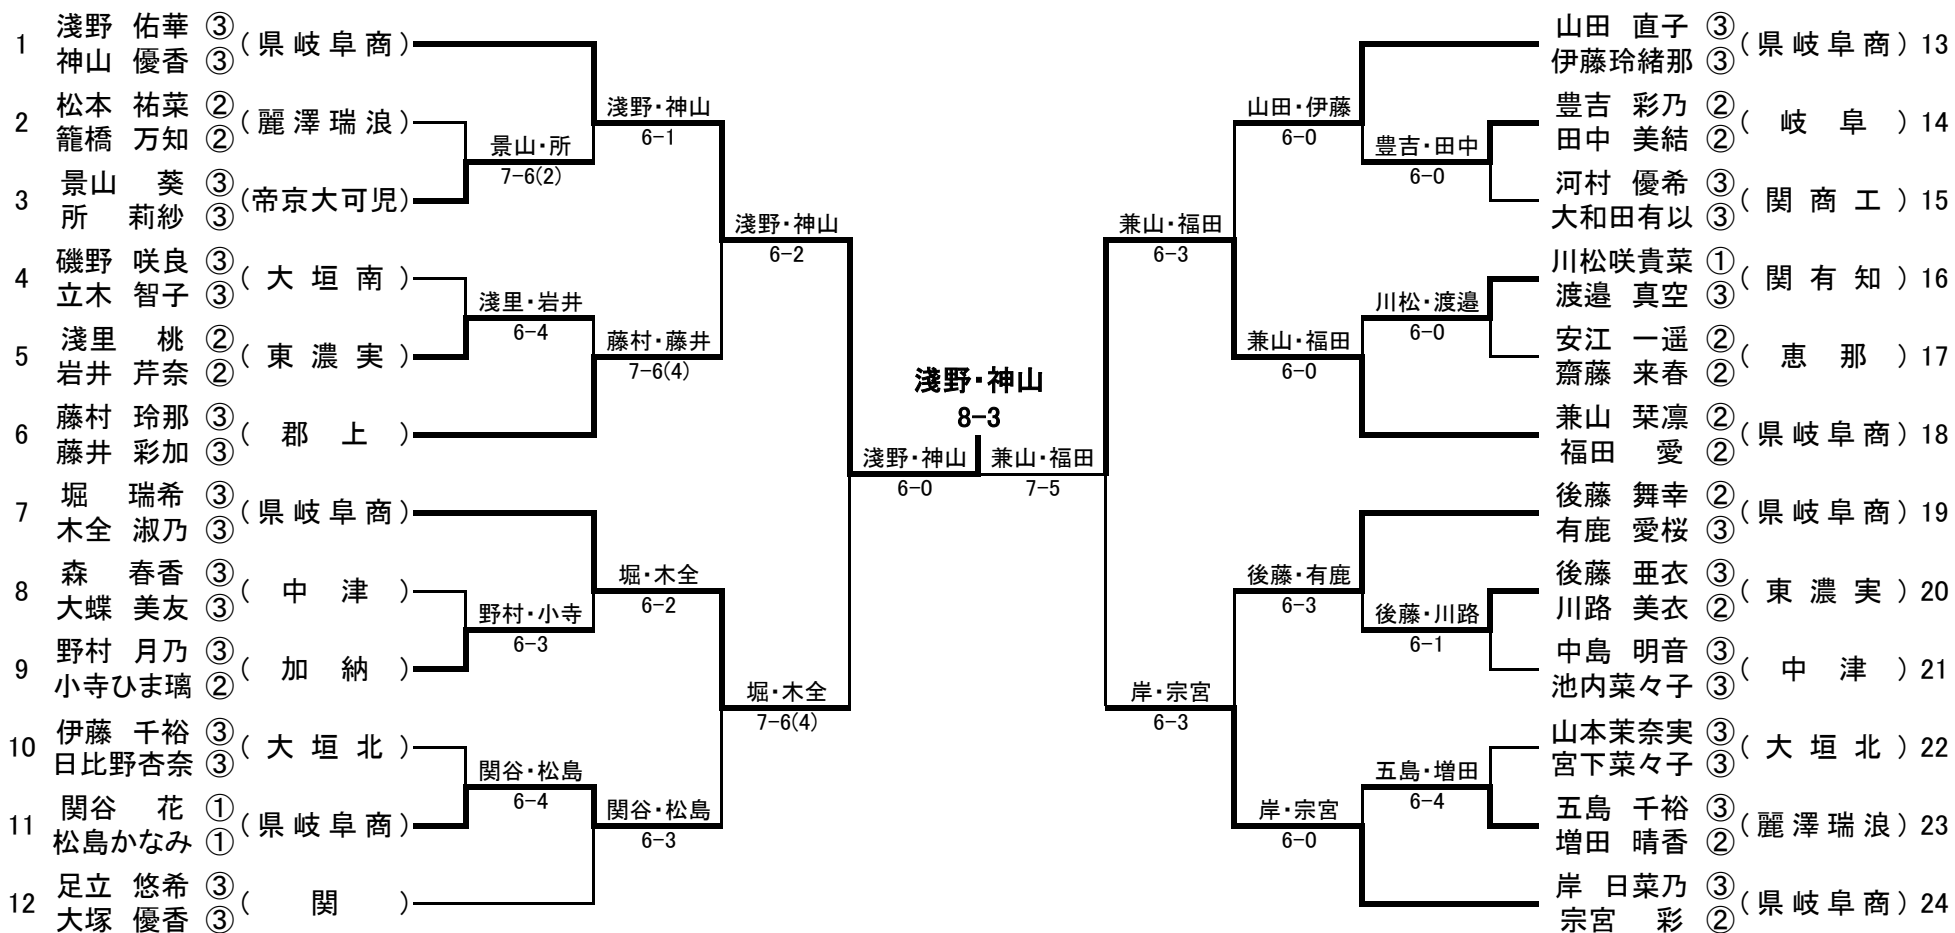 1 淺野 佑華 ③ 神山 優香 ③ (県岐阜商)
2 松本 祐菜 ② 籠橋 万知 ② (麗澤瑞浪)
3 景山 葵 ③ 所 莉紗 ③ (帝京大可児)
4 磯野 咲良 ③ 立木 智子 ③ (大垣南)
5 淺里 桃 ② 岩井 芹奈 ② (東濃実)
6 藤村 玲那 ③ 藤井 彩加 ③ (郡上)
7 堀 瑞希 ③ 木全 淑乃 ③ (県岐阜商)
8 森 春香 ③ 大蝶 美友 ③ (中津)
9 野村 月乃 ③ 小寺ひま璃 ② (加納)
10 伊藤 千裕 ③ 日比野杏奈 ③ (大垣北)
11 関谷 花 ① 松島かなみ ① (県岐阜商)
12 足立 悠希 ③ 大塚 優香 ③ (関)
景山・所
7-6(2)
淺里・岩井
6-4
野村・小寺
6-3
関谷・松島
6-4
淺野・神山
6-1
藤村・藤井
7-6(4)
堀・木全
6-2
関谷・松島
6-3
淺野・神山
6-2
堀・木全
7-6(4)
淺野・神山
6-0
淺野・神山
8-3
兼山・福田
7-5
兼山・福田
6-3
岸・宗宮
6-3
山田・伊藤
6-0
兼山・福田
6-0
後藤・有鹿
6-3
岸・宗宮
6-0
豊吉・田中
6-0
川松・渡邉
6-0
後藤・川路
6-1
五島・増田
6-4
山田 直子 ③ 伊藤玲緒那 ③ (県岐阜商) 13
豊吉 彩乃 ② 田中 美結 ② (岐阜) 14
河村 優希 ③ 大和田有以 ③ (関商工) 15
川松咲貴菜 ① 渡邉 真空 ③ (関有知) 16
安江 一遥 ② 齋藤 来春 ② (恵那) 17
兼山 栞凛 ② 福田 愛 ② (県岐阜商) 18
後藤 舞幸 ② 有鹿 愛桜 ③ (県岐阜商) 19
後藤 亜衣 ③ 川路 美衣 ② (東濃実) 20
中島 明音 ③ 池内菜々子 ③ (中津) 21
山本茉奈実 ③ 宮下菜々子 ③ (大垣北) 22
五島 千裕 ③ 増田 晴香 ② (麗澤瑞浪) 23
岸 日菜乃 ③ 宗宮 彩 ② (県岐阜商) 24